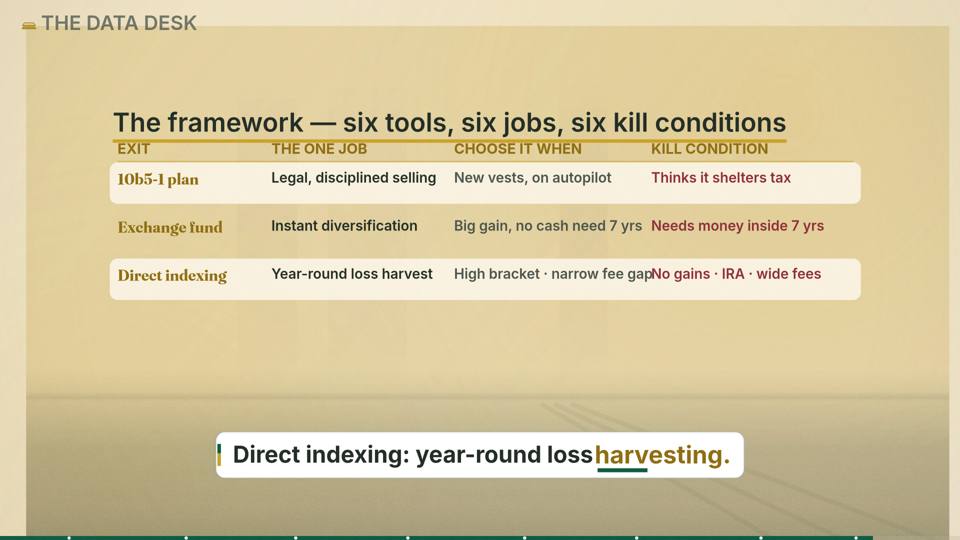 THE DATA DESK
The framework — six tools, six jobs, six kill conditions
EXIT THE ONE JOB CHOOSE IT WHEN KILL CONDITION
10b5-1 plan Legal, disciplined selling New vests, on autopilot Thinks it shelters tax
Exchange fund Instant diversification Big gain, no cash need 7 yrs Needs money inside 7 yrs
Direct indexing Year-round loss harvest High bracket · narrow fee gap No gains · IRA · wide fees
Direct indexing: year-round loss harvesting.